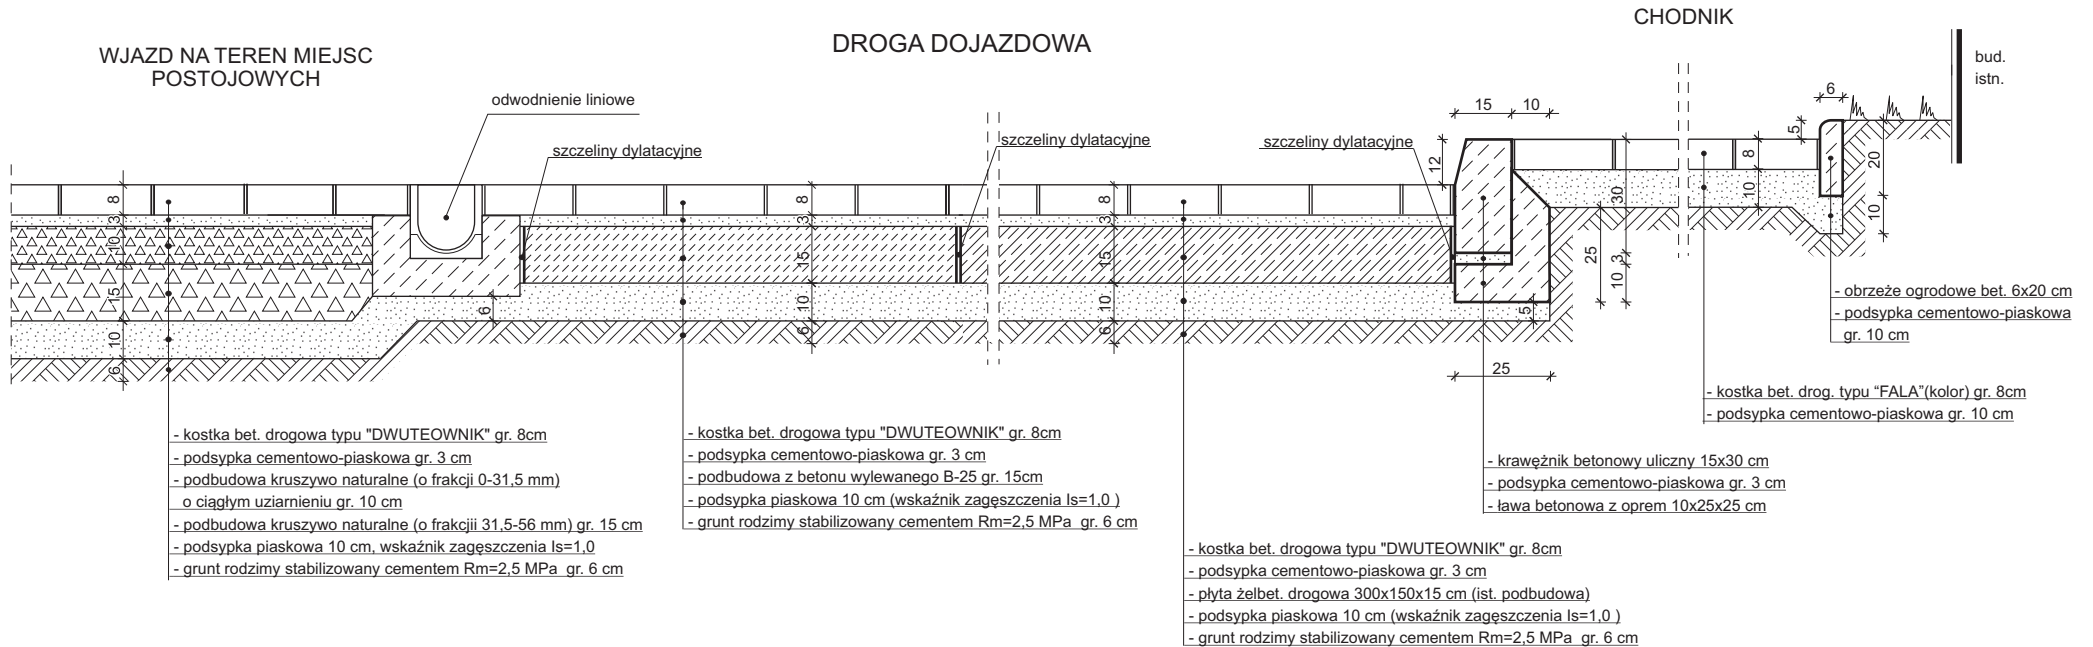 CHODNIK
DROGA DOJAZDOWA
WJAZD NA TEREN MIEJSC
POSTOJOWYCH
bud.
istn.
odwodnienie liniowe
szczeliny dylatacyjne
szczeliny dylatacyjne
szczeliny dylatacyjne
15
10
6
5
12
8
10
30
20
10
8
3
10
15
10
6
6
8
3
15
10
6
8
3
15
10
6
25
3
10
5
25
- obrzeże ogrodowe bet. 6x20 cm
- podsypka cementowo-piaskowa
gr. 10 cm
- kostka bet. drog. typu “FALA”(kolor) gr. 8cm
- podsypka cementowo-piaskowa gr. 10 cm
- kostka bet. drogowa typu "DWUTEOWNIK" gr. 8cm
- podsypka cementowo-piaskowa gr. 3 cm
- podbudowa kruszywo naturalne (o frakcji 0-31,5 mm)
o ciągłym uziarnieniu gr. 10 cm
- podbudowa kruszywo naturalne (o frakcjii 31,5-56 mm) gr. 15 cm
- podsypka piaskowa 10 cm, wskaźnik zagęszczenia Is=1,0
- grunt rodzimy stabilizowany cementem Rm=2,5 MPa gr. 6 cm
- kostka bet. drogowa typu "DWUTEOWNIK" gr. 8cm
- podsypka cementowo-piaskowa gr. 3 cm
- podbudowa z betonu wylewanego B-25 gr. 15cm
- podsypka piaskowa 10 cm (wskaźnik zagęszczenia Is=1,0 )
- grunt rodzimy stabilizowany cementem Rm=2,5 MPa gr. 6 cm
- krawężnik betonowy uliczny 15x30 cm
- podsypka cementowo-piaskowa gr. 3 cm
- ława betonowa z oprem 10x25x25 cm
- kostka bet. drogowa typu "DWUTEOWNIK" gr. 8cm
- podsypka cementowo-piaskowa gr. 3 cm
- płyta żelbet. drogowa 300x150x15 cm (ist. podbudowa)
- podsypka piaskowa 10 cm (wskaźnik zagęszczenia Is=1,0 )
- grunt rodzimy stabilizowany cementem Rm=2,5 MPa gr. 6 cm